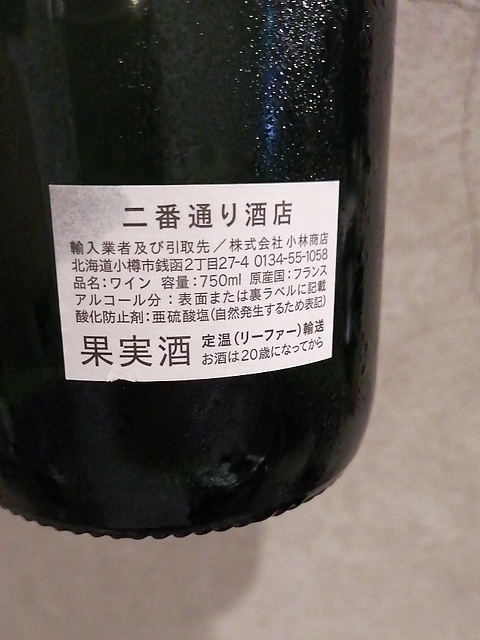 二番通り酒店
輸入業者及び引取先／株式会社 小林商店
北海道小樽市銭函2丁目27-4 0134-55-1058
品名：ワイン 容量：750ml 原産国：フランス
アルコール分：表面または裏ラベルに記載
酸化防止剤：亜硫酸塩(自然発生するため表記)
果実酒 定温(リーファー)輸送
お酒は20歳になってから